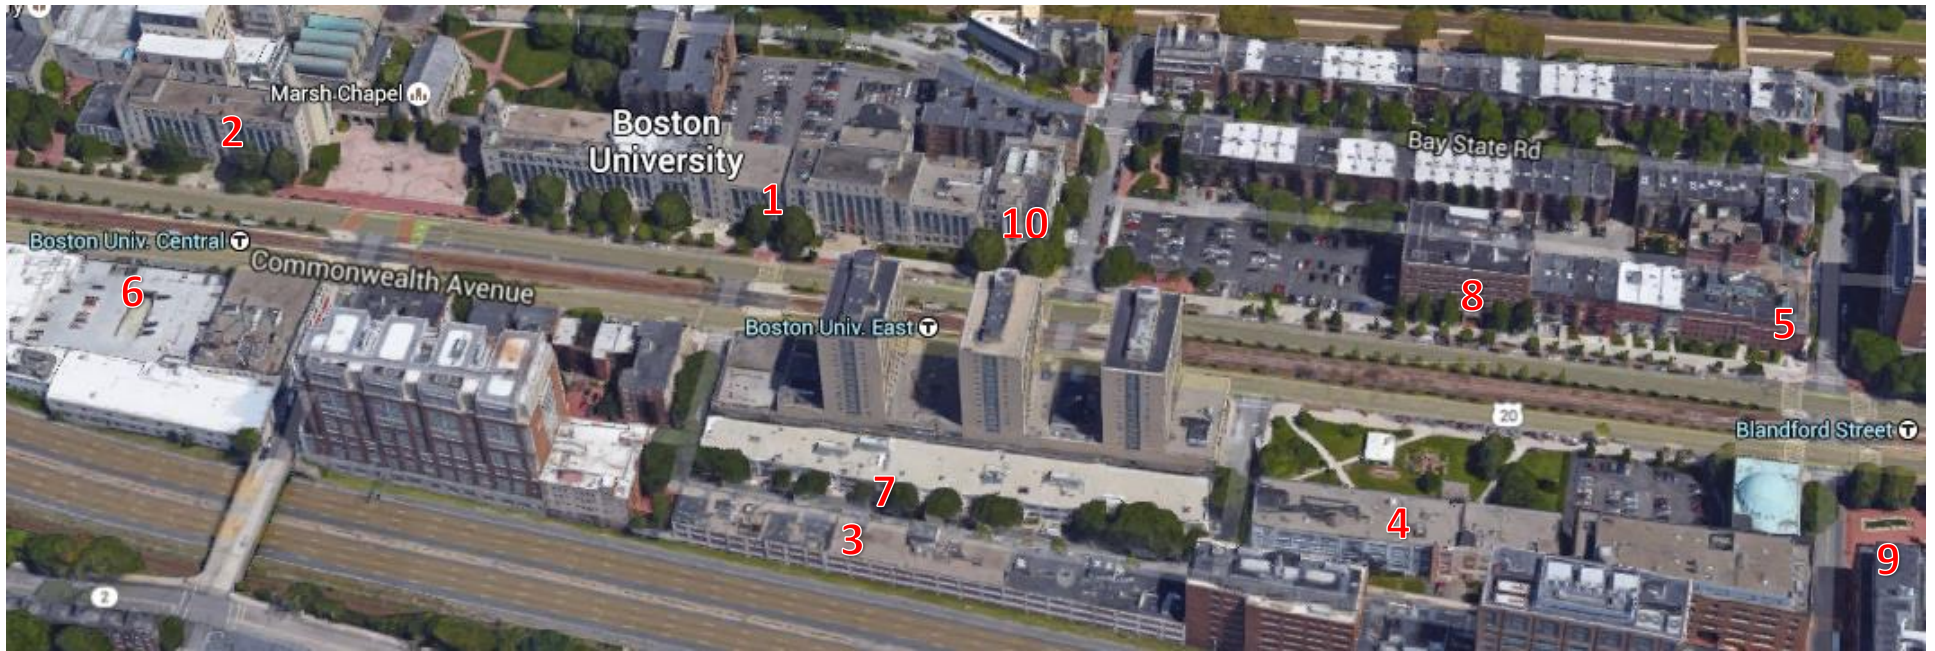 y
Marsh Chapel
2
Boston
University
Bay State Rd
1
10
Boston Univ. Central T
6
Commonwealth Avenue
8
Boston Univ. East T
5
20
Blandford Street T
7
4
3
9
2